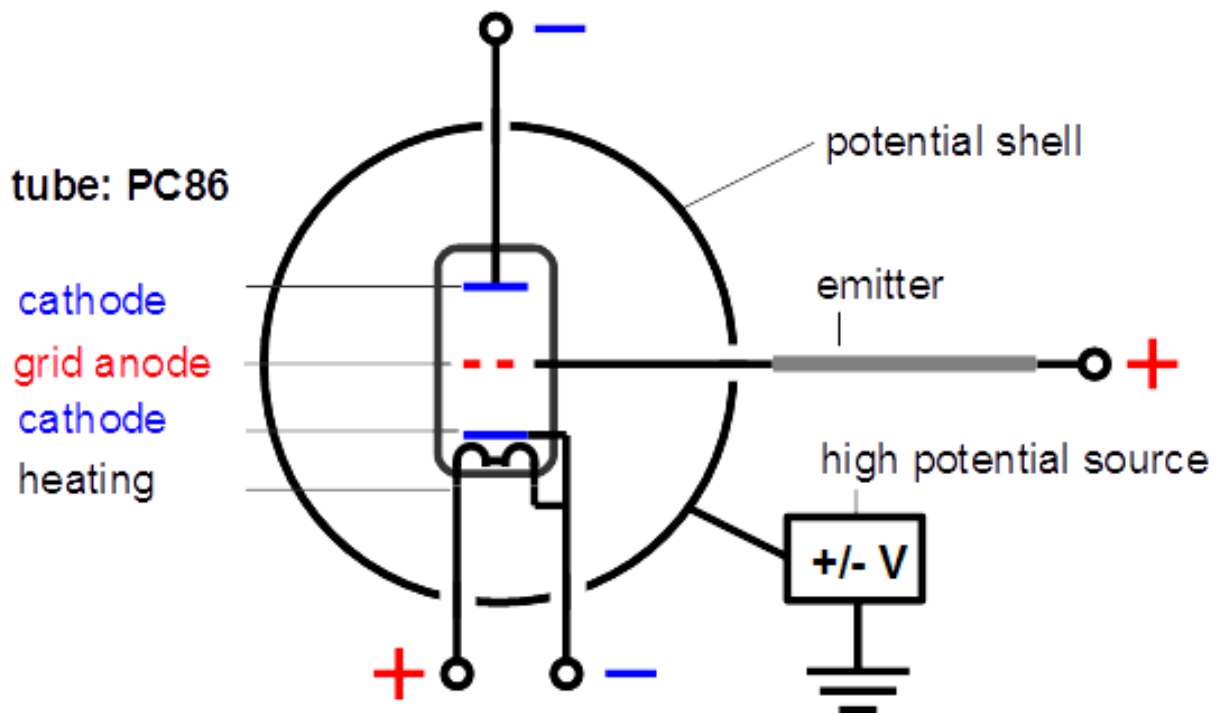 −
potential shell
tube: PC86
cathode
emitter
grid anode
+
cathode
high potential source
heating
+/- V
+
−